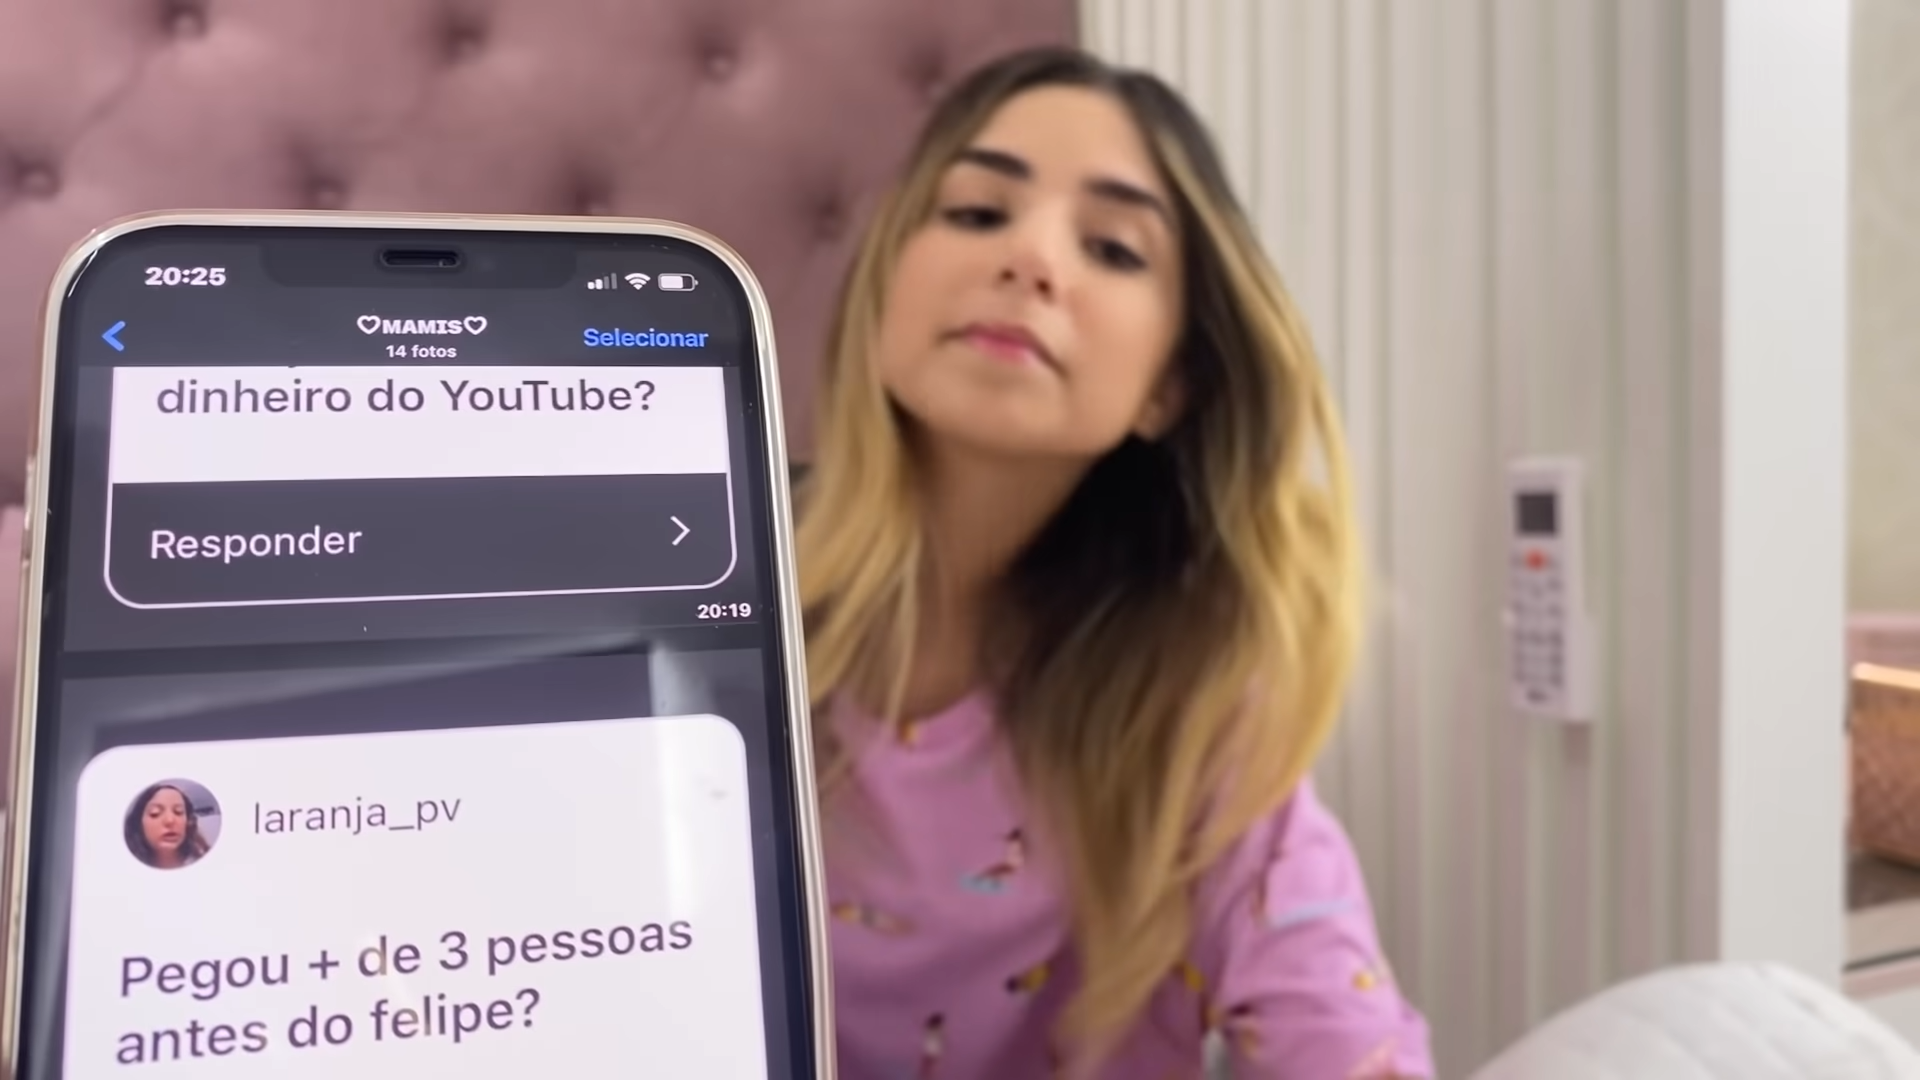 20:25
♡MAMIS♡
14 fotos
Selecionar
dinheiro do YouTube?
Responder
20:19
laranja_pv
Pegou + de 3 pessoas
antes do felipe?